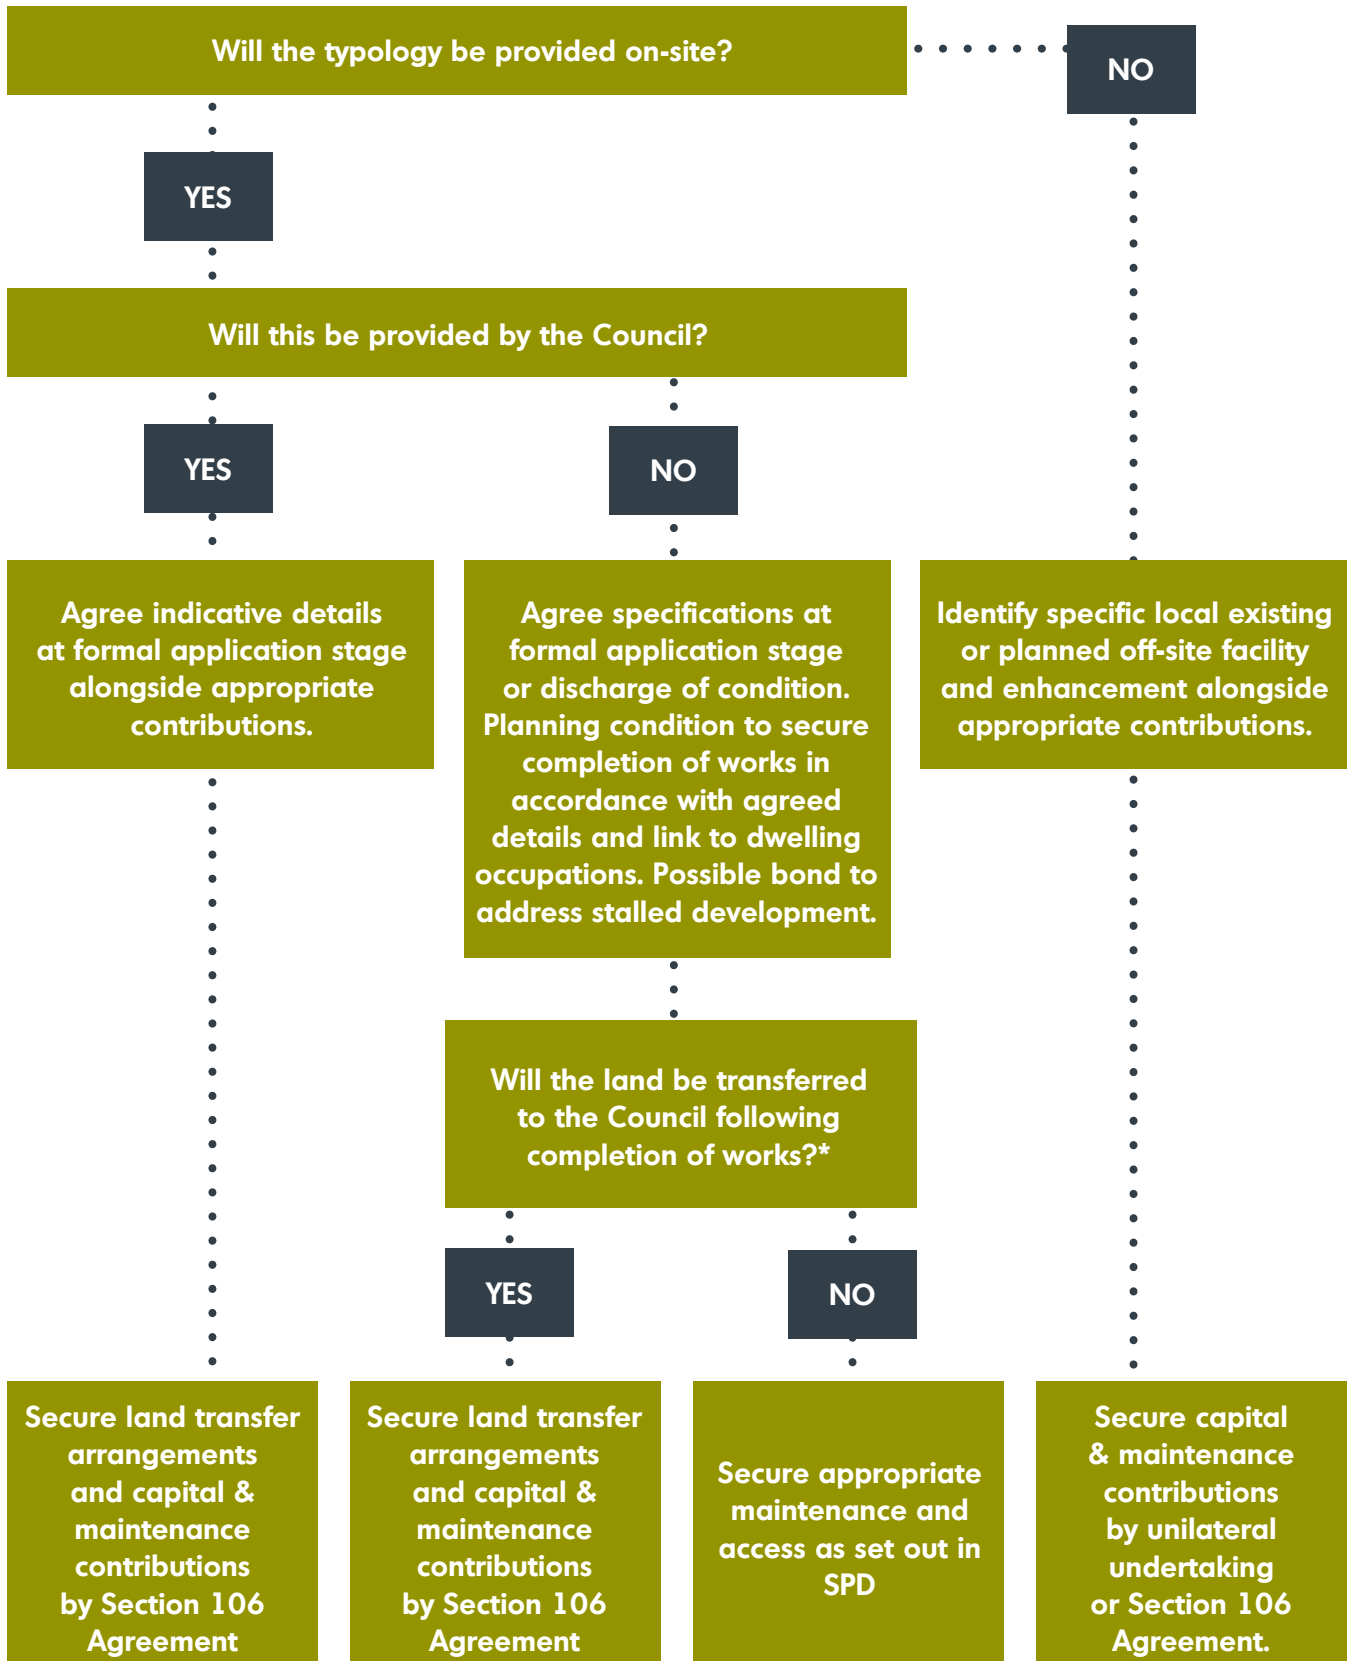 Will the typology be provided on-site?
NO
YES
Will this be provided by the Council?
YES
NO
Agree indicative details
at formal application stage
alongside appropriate
contributions.
Agree specifications at
formal application stage
or discharge of condition.
Planning condition to secure
completion of works in
accordance with agreed
details and link to dwelling
occupations. Possible bond to
address stalled development.
Identify specific local existing
or planned off-site facility
and enhancement alongside
appropriate contributions.
Will the land be transferred
to the Council following
completion of works?*
YES
NO
Secure land transfer
arrangements
and capital &
maintenance
contributions
by Section 106
Agreement
Secure land transfer
arrangements
and capital &
maintenance
contributions
by Section 106
Agreement
Secure appropriate
maintenance and
access as set out in
SPD
Secure capital
& maintenance
contributions
by unilateral
undertaking
or Section 106
Agreement.